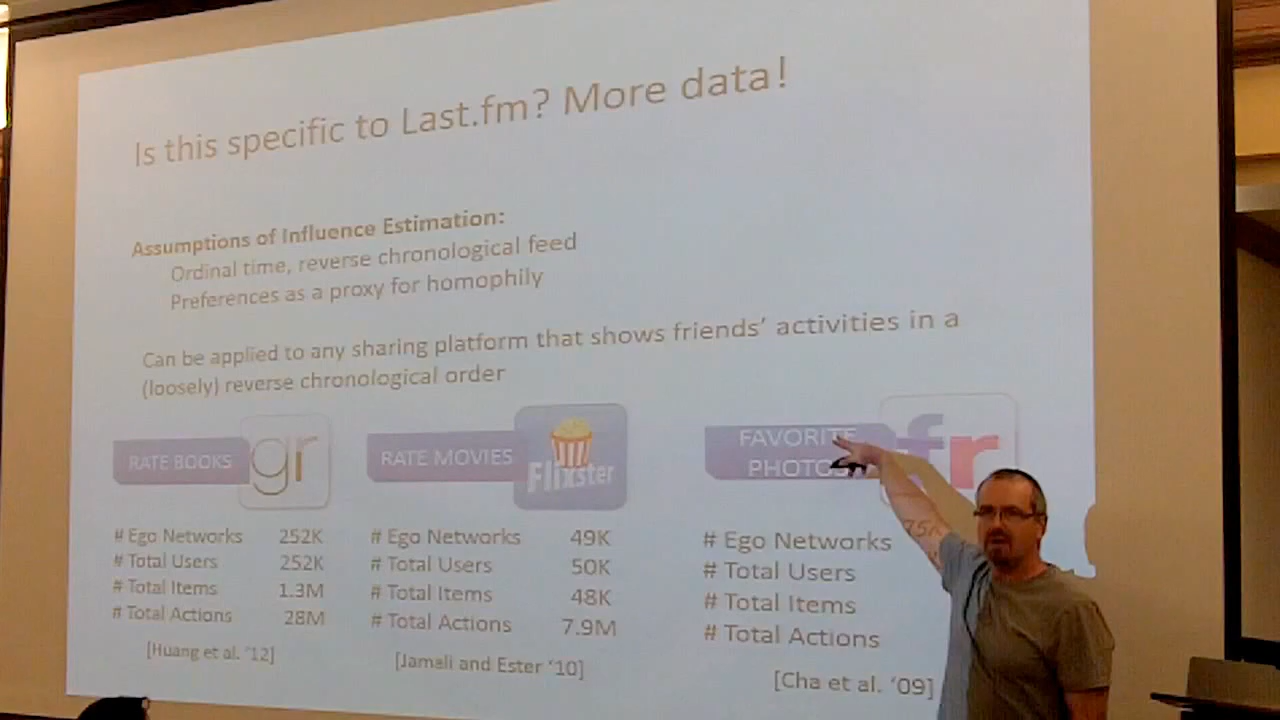 Is this specific to Last.fm? More data!
Assumptions of Influence Estimation:
Ordinal time, reverse chronological feed
Preferences as a proxy for homophily
Can be applied to any sharing platform that shows friends’ activities in a
(loosely) reverse chronological order
RATE BOOKS
gr
# Ego Networks 252K
# Total Users 252K
# Total Items 1.3M
# Total Actions 28M
[Huang et al. ‘12]
RATE MOVIES
Flixster
# Ego Networks 49K
# Total Users 50K
# Total Items 48K
# Total Actions 7.9M
[Jamali and Ester ‘10]
FAVORITE
PHOTOS
fr
# Ego Networks
# Total Users
# Total Items
# Total Actions
[Cha et al. ‘09]